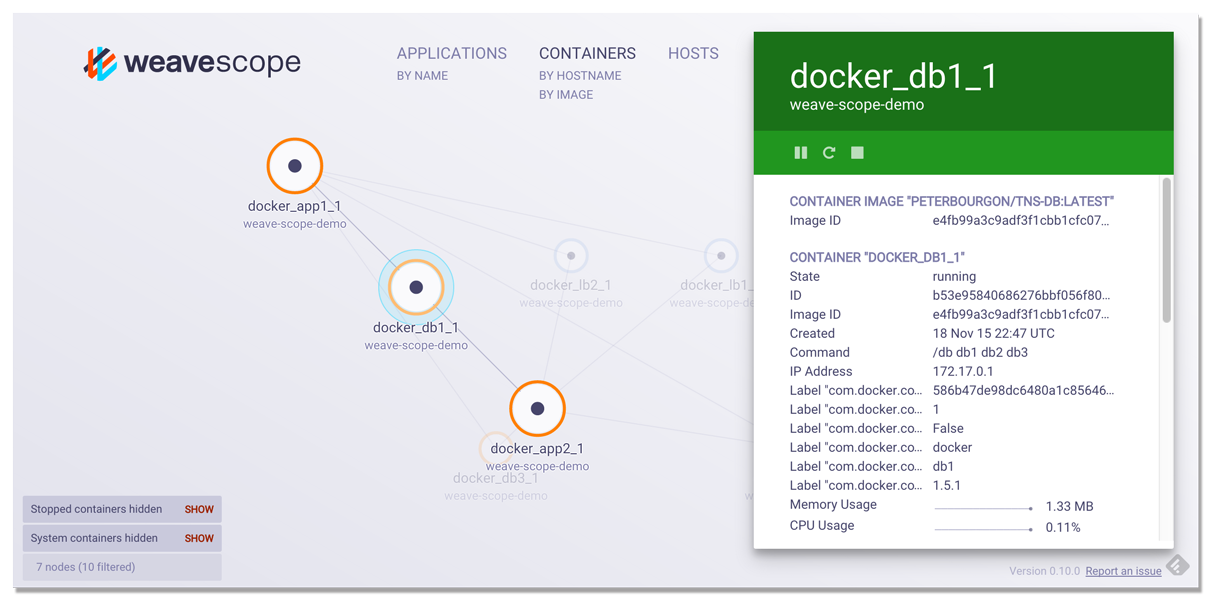 weavescope
APPLICATIONS
BY NAME
CONTAINERS
BY HOSTNAME
BY IMAGE
HOSTS
docker_app1_1
weave-scope-demo
docker_db1_1
weave-scope-demo
docker_lb2_1
weave-scope-demo
docker_lb1_
weave-scope-de
docker_app2_1
weave-scope-demo
docker_db3_1
weave-scope-demo
Stopped containers hidden SHOW
System containers hidden SHOW
7 nodes (10 filtered)
docker_db1_1
weave-scope-demo
CONTAINER IMAGE "PETERBOURGON/TNS-DB:LATEST"
Image ID e4fb99a3c9adf3f1cbb1cfc07...
CONTAINER "DOCKER_DB1_1"
State running
ID b53e95840686276bbf056f80...
Image ID e4fb99a3c9adf3f1cbb1cfc07...
Created 18 Nov 15 22:47 UTC
Command /db db1 db2 db3
IP Address 172.17.0.1
Label "com.docker.co... 586b47de98dc6480a1c85646...
Label "com.docker.co... 1
Label "com.docker.co... False
Label "com.docker.co... docker
Label "com.docker.co... db1
Label "com.docker.co... 1.5.1
Memory Usage 1.33 MB
CPU Usage 0.11%
Version 0.10.0 Report an issue